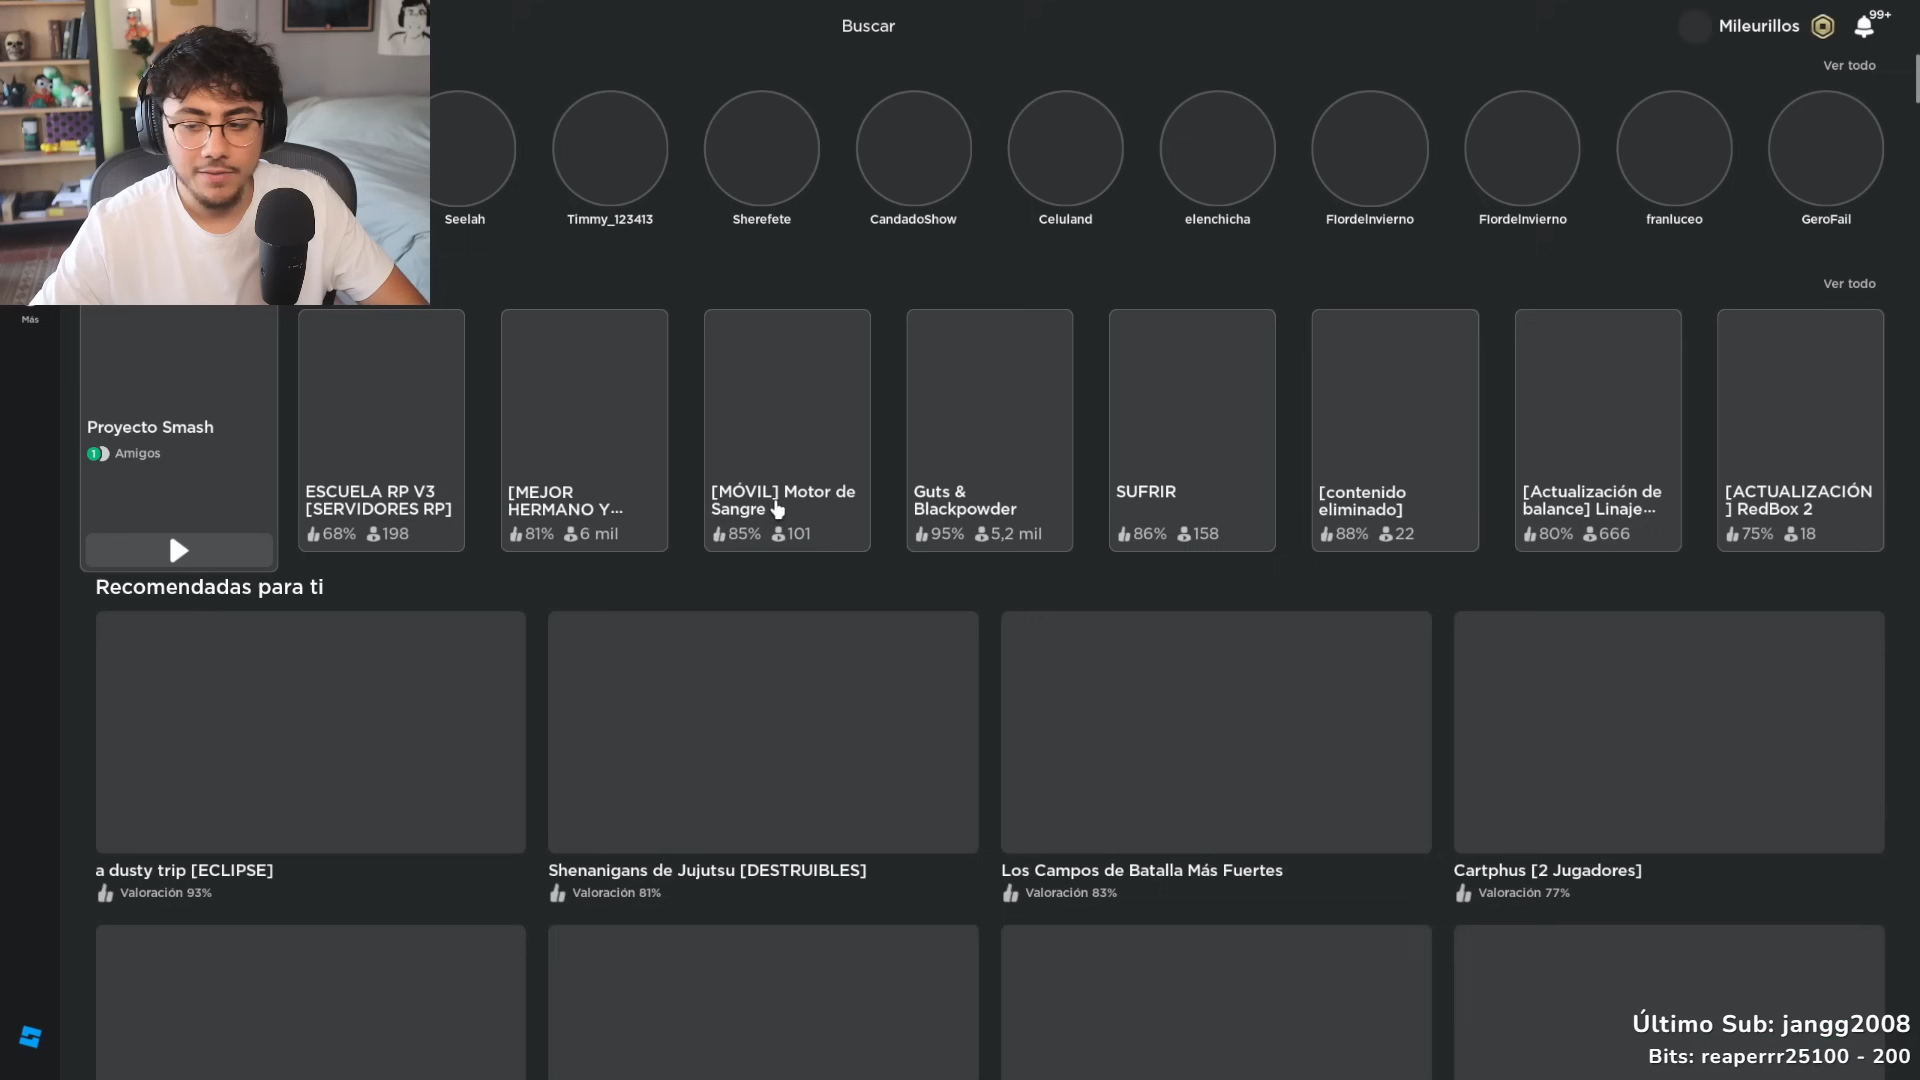 Buscar
Mileurillos
99+
Ver todo
Seelah
Timmy_123413
Sherefete
CandadoShow
Celuland
elenchicha
FlordeInvierno
FlordeInvierno
franluceo
GeroFail
Ver todo
Más
Proyecto Smash
1
Amigos
ESCUELA RP V3
[SERVIDORES RP]
68% 198
[MEJOR
HERMANO Y...
81% 6 mil
[MÓVIL] Motor de
Sangre
85% 101
Guts &
Blackpowder
95% 5,2 mil
SUFRIR
86% 158
[contenido
eliminado]
88% 22
[Actualización de
balance] Linaje...
80% 666
[ACTUALIZACIÓN
] RedBox 2
75% 18
Recomendadas para ti
a dusty trip [ECLIPSE]
Valoración 93%
Shenanigans de Jujutsu [DESTRUIBLES]
Valoración 81%
Los Campos de Batalla Más Fuertes
Valoración 83%
Cartphus [2 Jugadores]
Valoración 77%
Último Sub: jangg2008
Bits: reaperrr25100 - 200